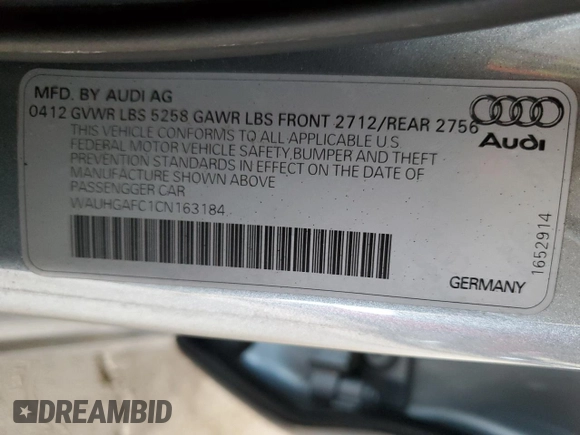 MFD. BY AUDI AG
0412 GVWR LBS 5258 GAWR LBS FRONT 2712/REAR 2756
THIS VEHICLE CONFORMS TO ALL APPLICABLE U S
FEDERAL MOTOR VEHICLE SAFETY,BUMPER AND THEFT
PREVENTION STANDARDS IN EFFECT ON THE DATE OF
MANUFACTURE SHOWN ABOVE
PASSENGGER CAR
WAUHGAFC1CN163184
Audi
1652914
GERMANY
DREAMBID